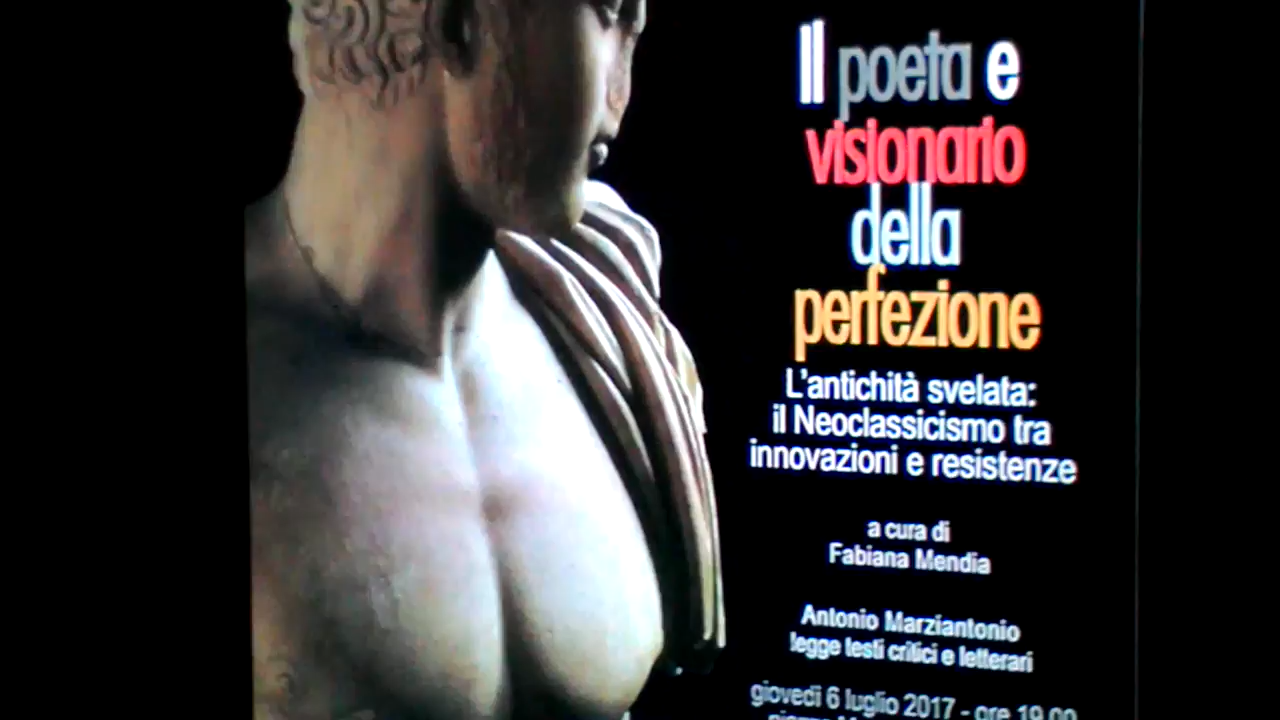 Il poeta e
visionario
della
perfezione
L'antichità svelata:
il Neoclassicismo tra
innovazioni e resistenze
a cura di
Fabiana Mendia
Antonio Marziantonio
legge testi critici e letterari
giovedì 6 luglio 2017 - ore 19.00